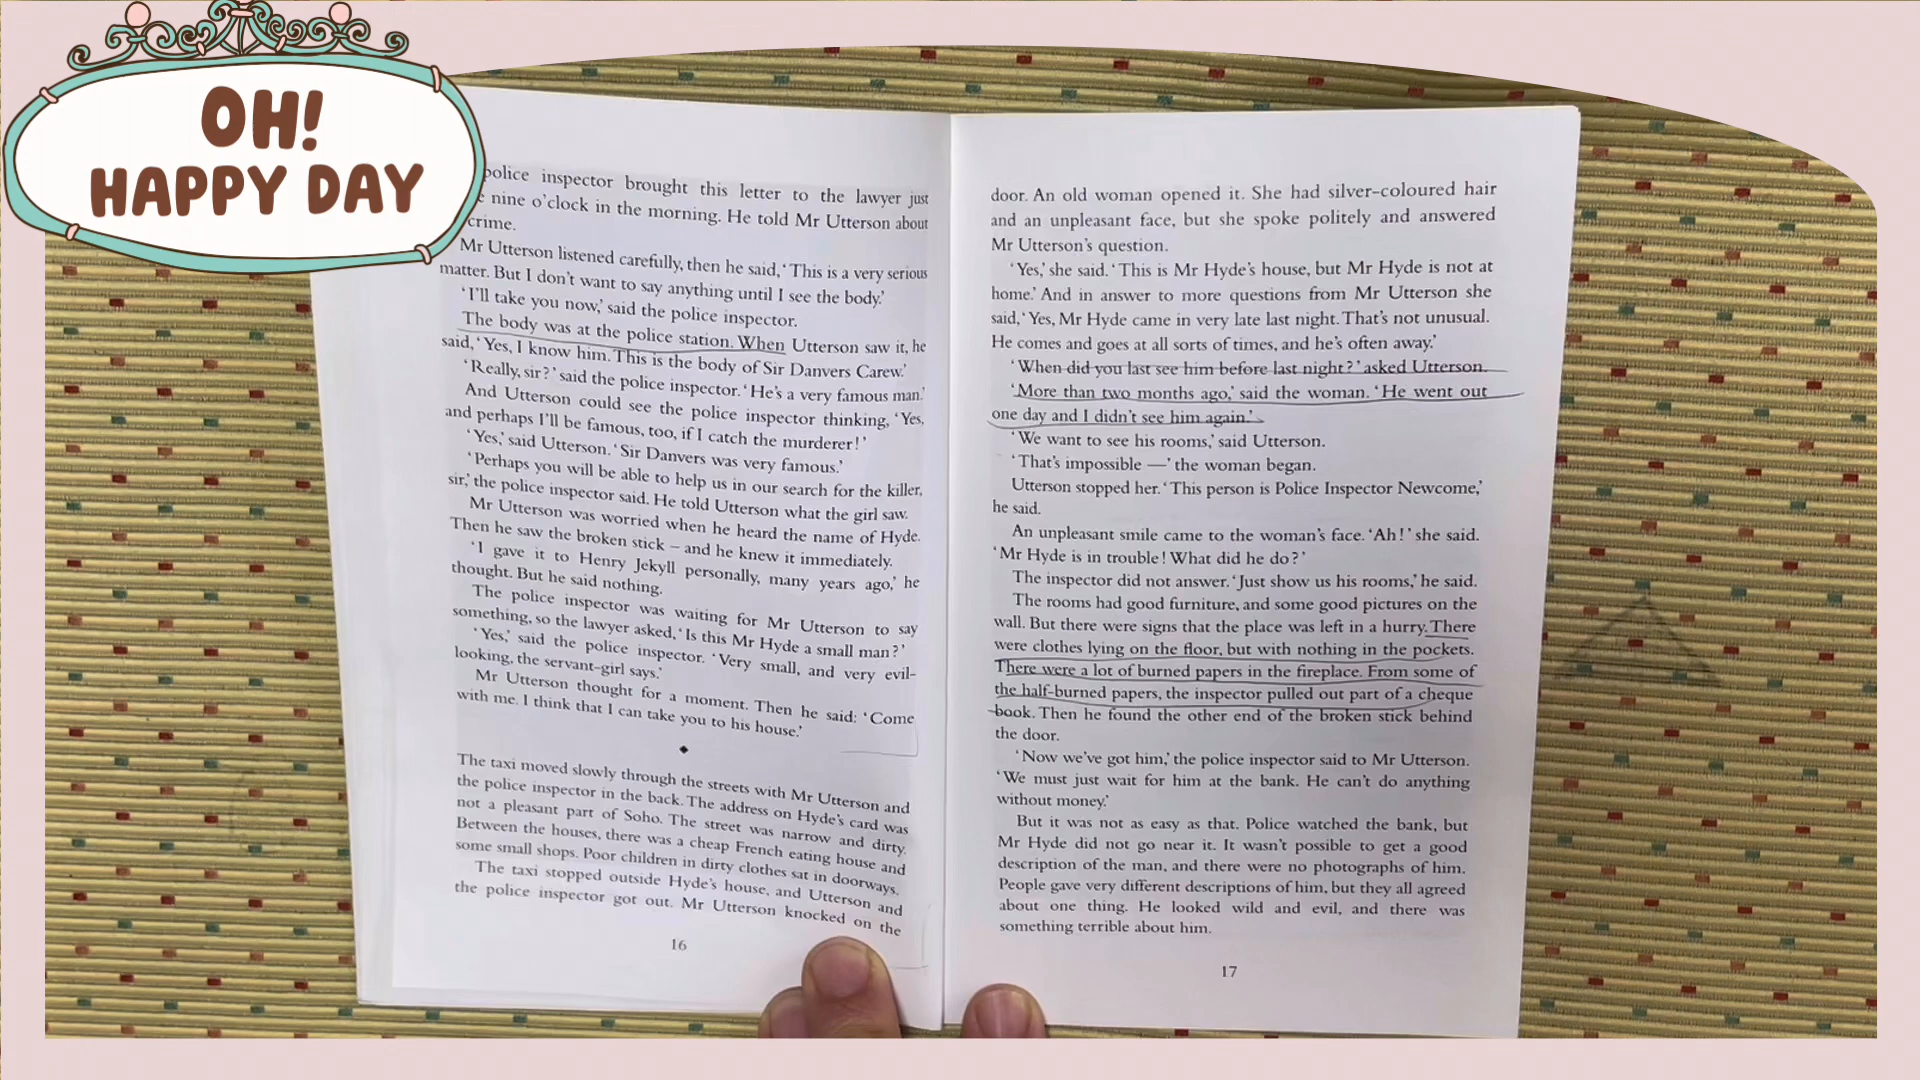 OH!
HAPPY DAY
police inspector brought this letter to the lawyer just
nine o'clock in the morning. He told Mr Utterson about
crime.
Mr Utterson listened carefully, then he said, 'This is a very serious
matter. But I don't want to say anything until I see the body.'
'I'll take you now,' said the police inspector.
The body was at the police station. When Utterson saw it, he
said, 'Yes, I know him. This is the body of Sir Danvers Carew.'
'Really, sir?' said the police inspector. 'He's a very famous man.'
And Utterson could see the police inspector thinking, 'Yes,
and perhaps I'll be famous, too, if I catch the murderer!'
'Yes,' said Utterson. 'Sir Danvers was very famous.'
'Perhaps you will be able to help us in our search for the killer,
sir,' the police inspector said. He told Utterson what the girl saw.
Mr Utterson was worried when he heard the name of Hyde.
Then he saw the broken stick – and he knew it immediately.
'I gave it to Henry Jekyll personally, many years ago,' he
thought. But he said nothing.
The police inspector was waiting for Mr Utterson to say
something, so the lawyer asked, 'Is this Mr Hyde a small man?'
'Yes,' said the police inspector. 'Very small, and very evil-
looking, the servant-girl says.'
Mr Utterson thought for a moment. Then he said: 'Come
with me. I think that I can take you to his house.'
The taxi moved slowly through the streets with Mr Utterson and
the police inspector in the back. The address on Hyde's card was
not a pleasant part of Soho. The street was narrow and dirty.
Between the houses, there was a cheap French eating house and
some small shops. Poor children in dirty clothes sat in doorways.
The taxi stopped outside Hyde's house, and Utterson and
the police inspector got out. Mr Utterson knocked on the
16
door. An old woman opened it. She had silver-coloured hair
and an unpleasant face, but she spoke politely and answered
Mr Utterson's question.
'Yes,' she said. 'This is Mr Hyde's house, but Mr Hyde is not at
home.' And in answer to more questions from Mr Utterson she
said, 'Yes, Mr Hyde came in very late last night. That's not unusual.
He comes and goes at all sorts of times, and he's often away.'
'When did you last see him before last night?' asked Utterson.
'More than two months ago,' said the woman. 'He went out
one day and I didn't see him again.'
'We want to see his rooms,' said Utterson.
'That's impossible —' the woman began.
Utterson stopped her. 'This person is Police Inspector Newcome,'
he said.
An unpleasant smile came to the woman's face. 'Ah!' she said.
'Mr Hyde is in trouble! What did he do?'
The inspector did not answer. 'Just show us his rooms,' he said.
The rooms had good furniture, and some good pictures on the
wall. But there were signs that the place was left in a hurry. There
were clothes lying on the floor, but with nothing in the pockets.
There were a lot of burned papers in the fireplace. From some of
the half-burned papers, the inspector pulled out part of a cheque
book. Then he found the other end of the broken stick behind
the door.
'Now we've got him,' the police inspector said to Mr Utterson.
'We must just wait for him at the bank. He can't do anything
without money.'
But it was not as easy as that. Police watched the bank, but
Mr Hyde did not go near it. It wasn't possible to get a good
description of the man, and there were no photographs of him.
People gave very different descriptions of him, but they all agreed
about one thing. He looked wild and evil, and there was
something terrible about him.
17